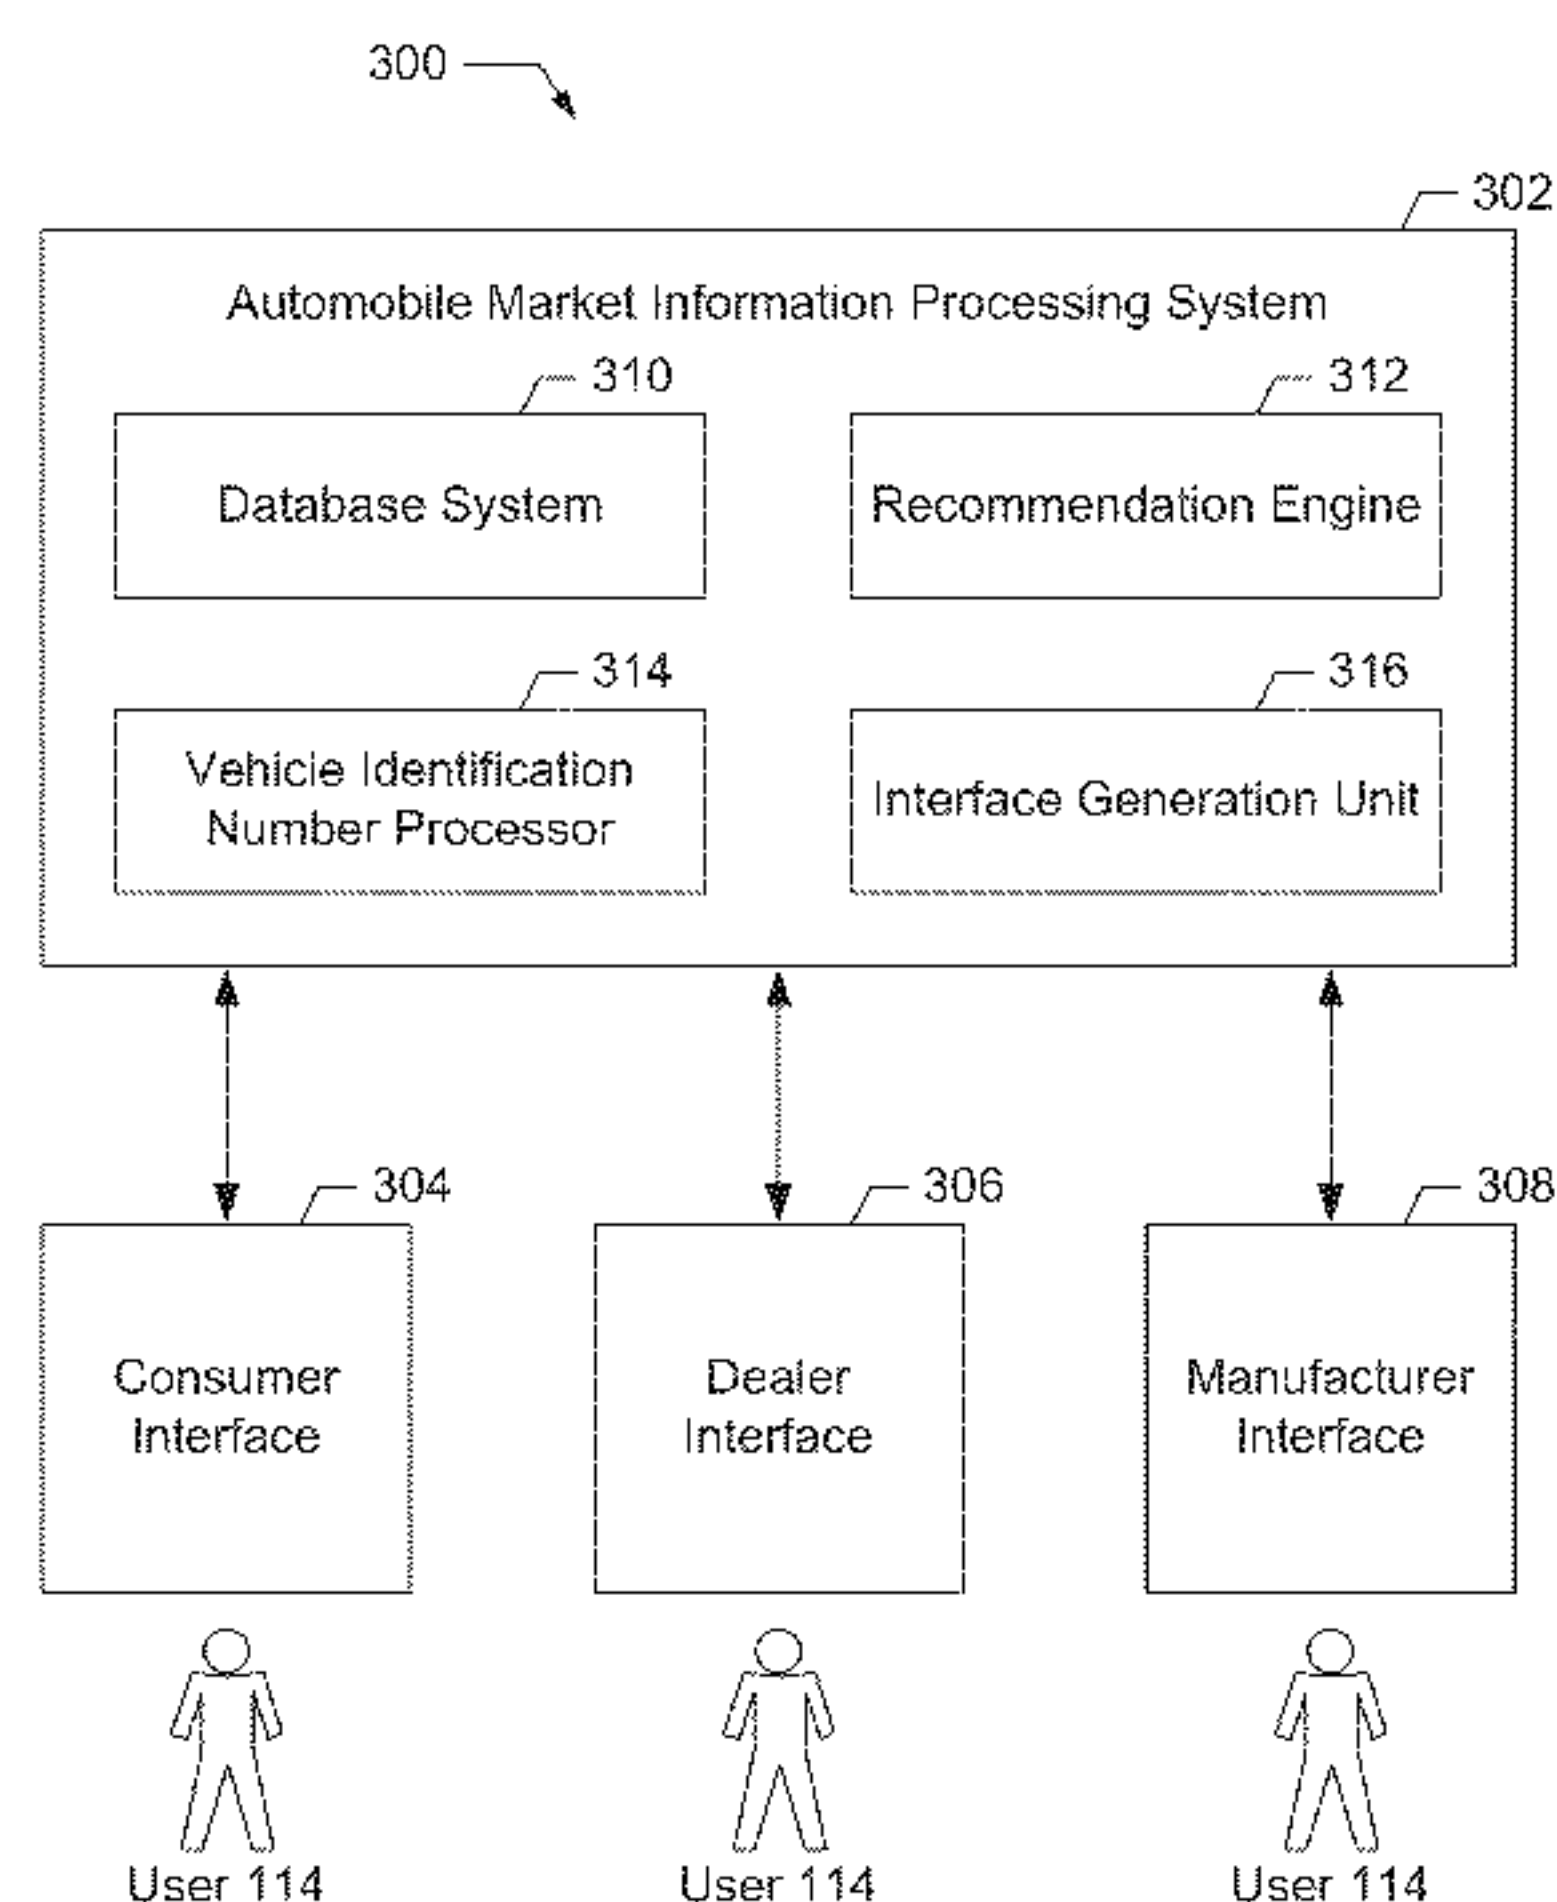 300
302
Automobile Market Information Processing System
310
312
Database System
Recommendation Engine
314
316
Vehicle Identification
Number Processor
Interface Generation Unit
304
306
308
Consumer
Interface
Dealer
Interface
Manufacturer
Interface
User 114
User 114
User 114